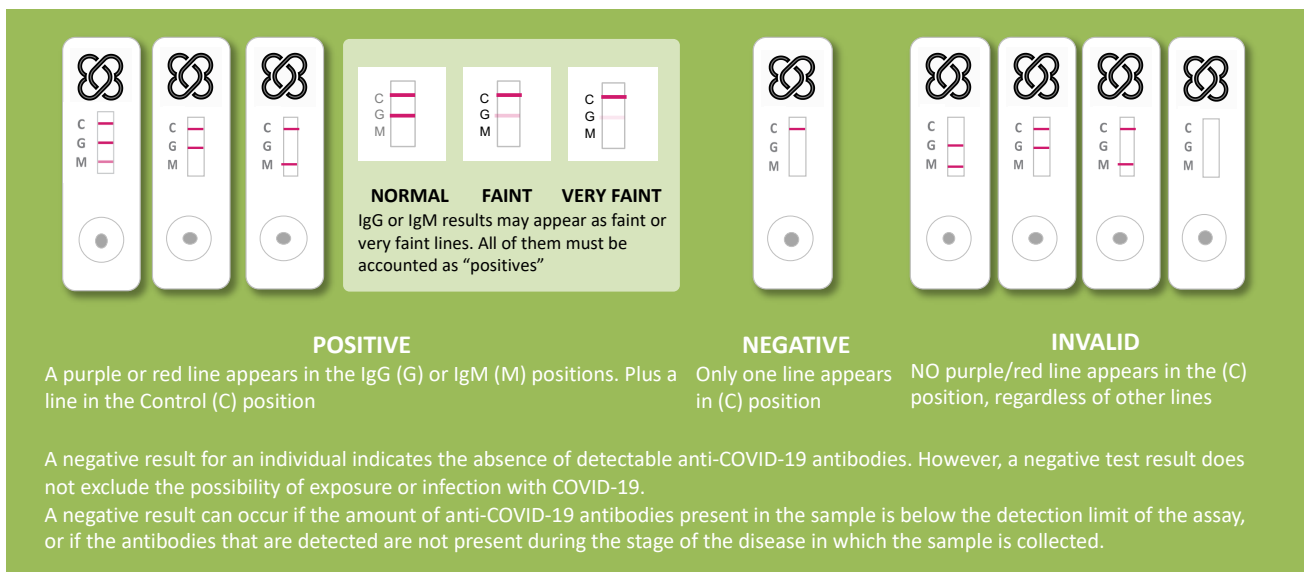 C
G
M
C
G
M
C
G
M
C
G
M
C
G
M
C
G
M
NORMAL FAINT VERY FAINT
IgG or IgM results may appear as faint or
very faint lines. All of them must be
accounted as “positives”
C
G
M
C
G
M
C
G
M
C
G
M
C
G
M
POSITIVE
A purple or red line appears in the IgG (G) or IgM (M) positions. Plus a
line in the Control (C) position
NEGATIVE
Only one line appears
in (C) position
INVALID
NO purple/red line appears in the (C)
position, regardless of other lines
A negative result for an individual indicates the absence of detectable anti-COVID-19 antibodies. However, a negative test result does
not exclude the possibility of exposure or infection with COVID-19.
A negative result can occur if the amount of anti-COVID-19 antibodies present in the sample is below the detection limit of the assay,
or if the antibodies that are detected are not present during the stage of the disease in which the sample is collected.